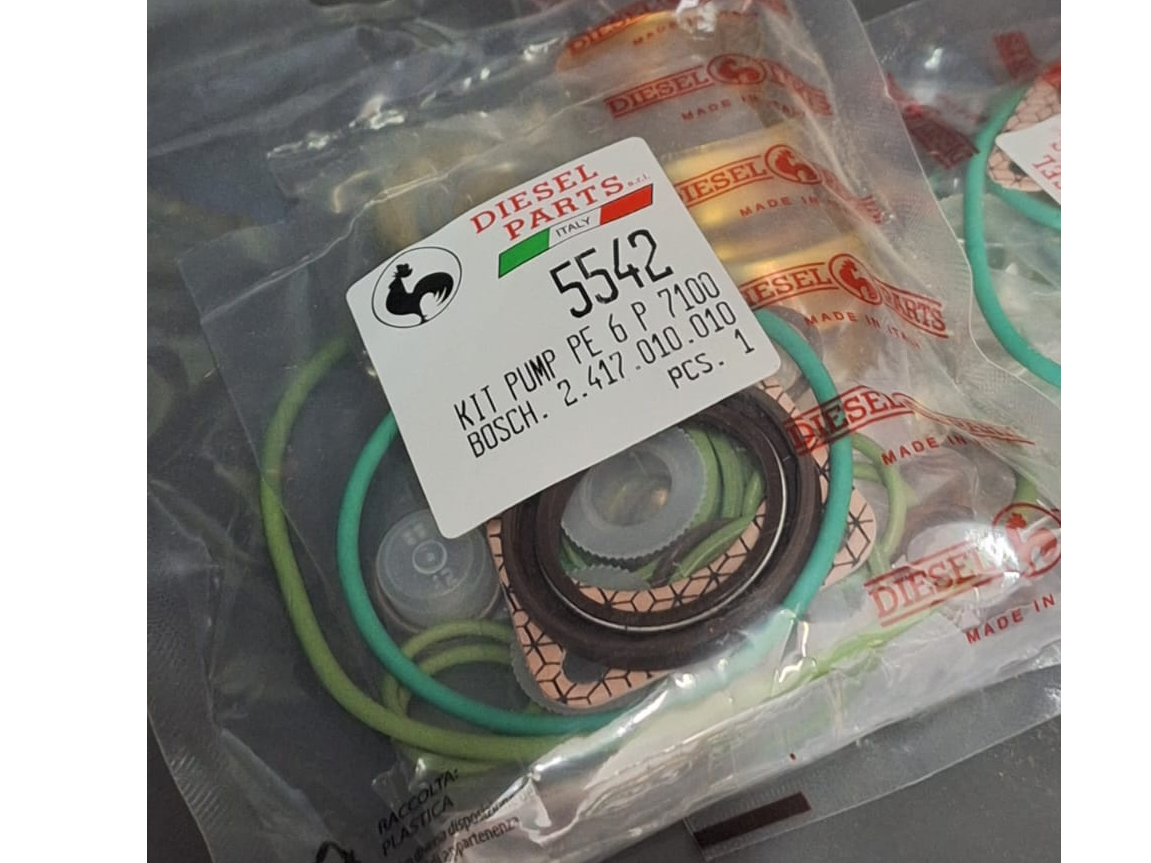 DIESEL
PARTS s.r.l.
ITALY
5542
KIT PUMP PE 6 P 7100
BOSCH. 2.417.010.010
PCS. 1
DIESEL PARTS
MADE IN
DIESEL
MADE IN
DIESEL PARTS
MADE IN ITALY
DIESEL
MADE IN
DIESEL
MADE IN
RACCOLTA:
PLASTICA